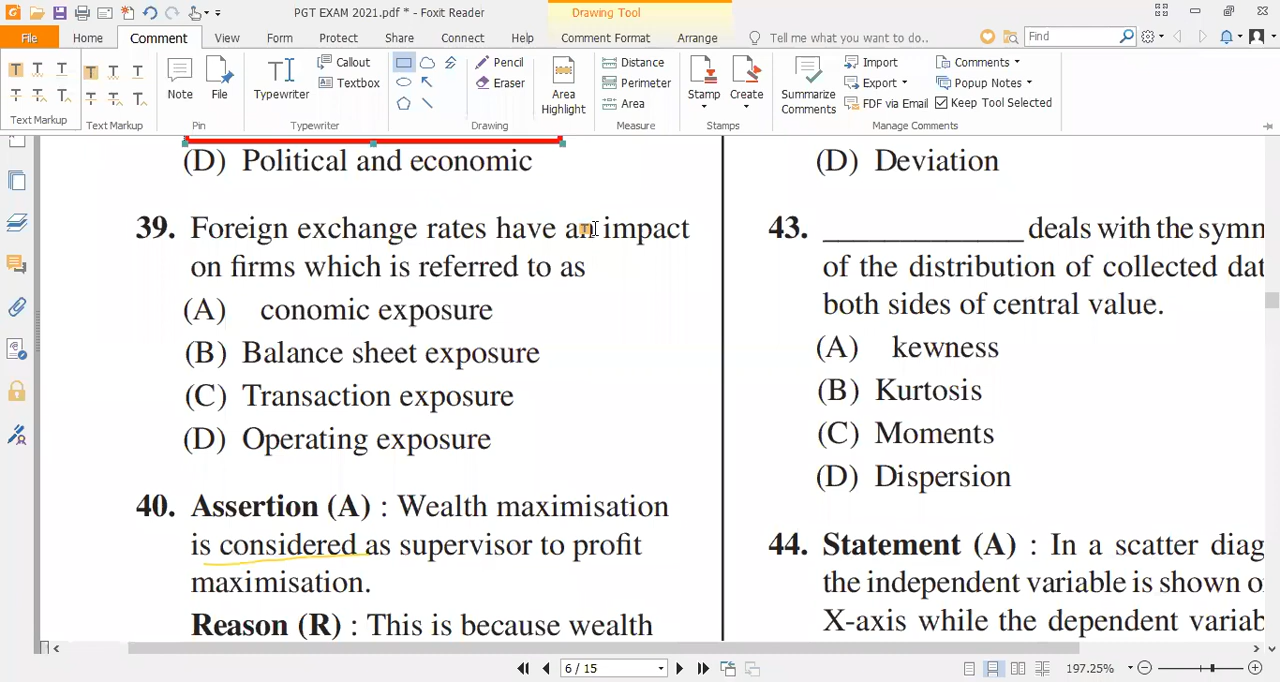 PGT EXAM 2021.pdf * - Foxit Reader
Drawing Tool
File Home Comment View Form Protect Share Connect Help Comment Format Arrange Tell me what you want to do.. Find
Note File Typewriter Callout Textbox Pencil Eraser Area Highlight Distance Perimeter Area Stamp Create Summarize Comments Import Export FDF via Email Comments Popup Notes Keep Tool Selected
Text Markup Text Markup Pin Typewriter Drawing Measure Stamps Manage Comments
(D) Political and economic
39. Foreign exchange rates have an impact
on firms which is referred to as
(A) conomic exposure
(B) Balance sheet exposure
(C) Transaction exposure
(D) Operating exposure
40. Assertion (A) : Wealth maximisation
is considered as supervisor to profit
maximisation.
Reason (R) : This is because wealth
(D) Deviation
43. ______________ deals with the symm
of the distribution of collected dat
both sides of central value.
(A) kewness
(B) Kurtosis
(C) Moments
(D) Dispersion
44. Statement (A) : In a scatter diag
the independent variable is shown o
X-axis while the dependent variab
6 / 15
197.25%